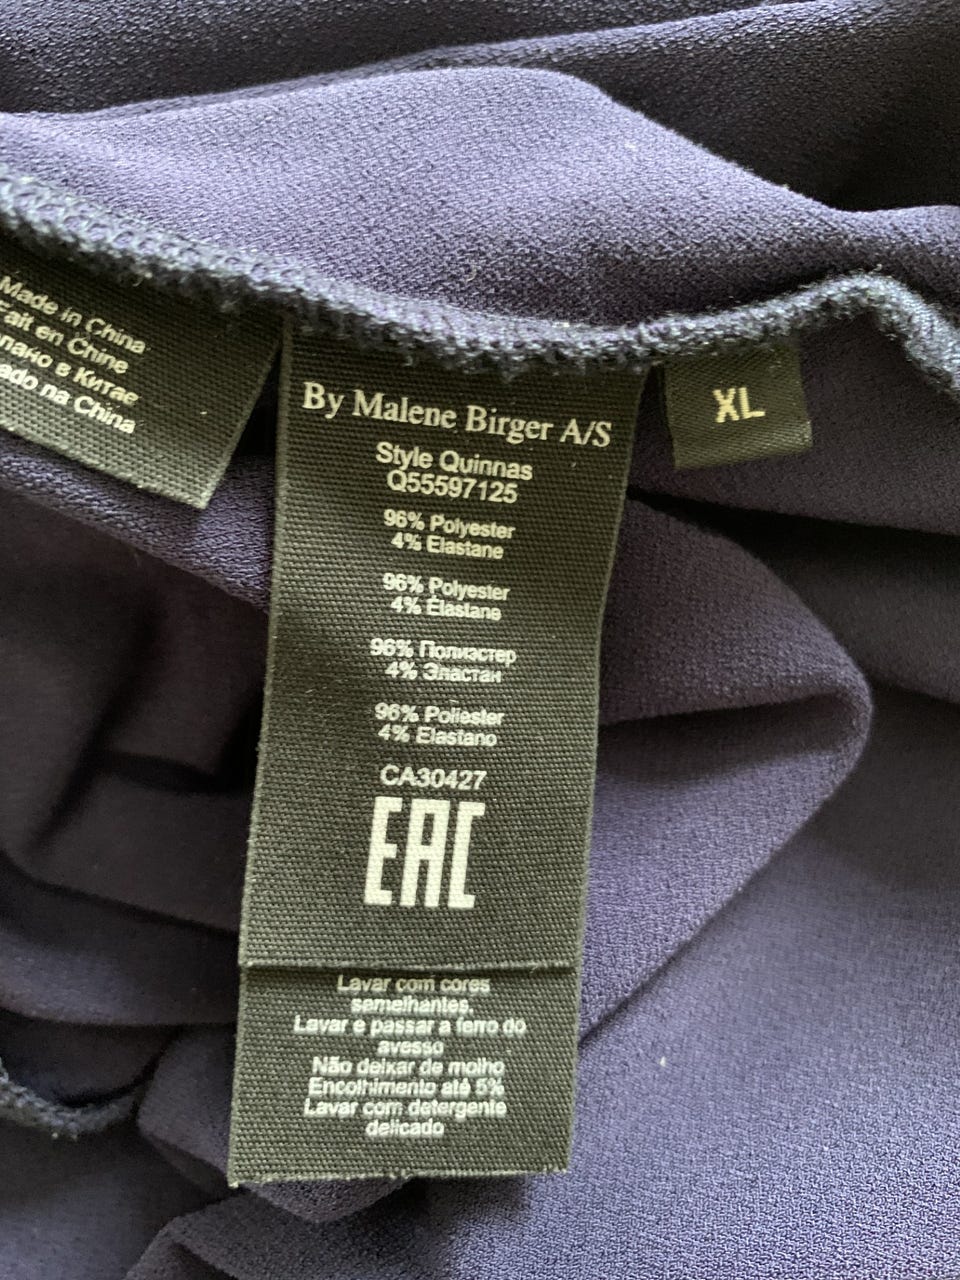 Made in China
Fait en Chine
лано в Китае
ado na China
By Malene Birger A/S
Style Quinnas
Q55597125
96% Polyester
4% Elastane
96% Polyester
4% Élastane
96% Полиэстер
4% Эластан
96% Poliester
4% Elastano
CA30427
EAC
Lavar com cores
semelhantes.
Lavar e passar a ferro do
avesso
Não deixar de molho
Encolhimento até 5%
Lavar com detergente
delicado
XL